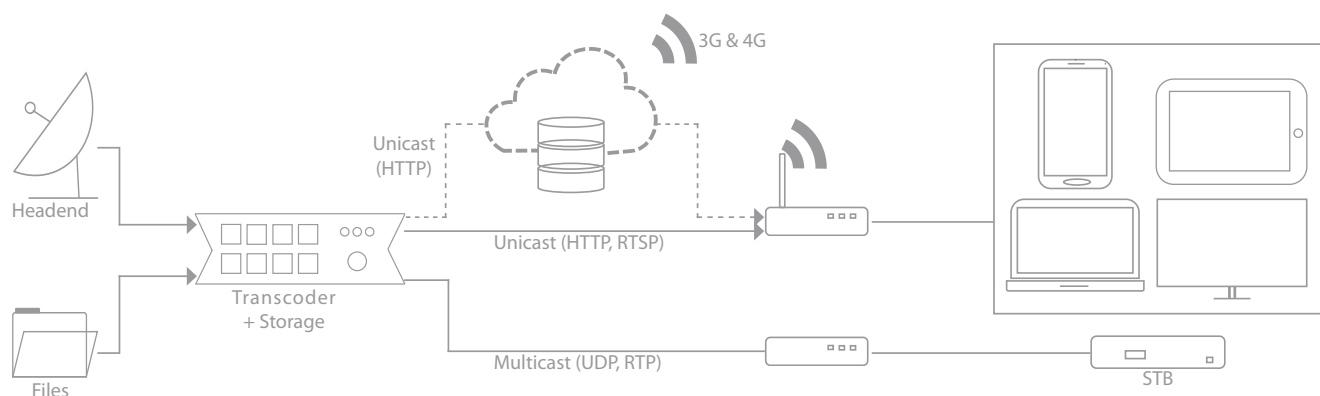 3G & 4G
Unicast
(HTTP)
Headend
Unicast (HTTP, RTSP)
Transcoder
+ Storage
Multicast (UDP, RTP)
STB
Files